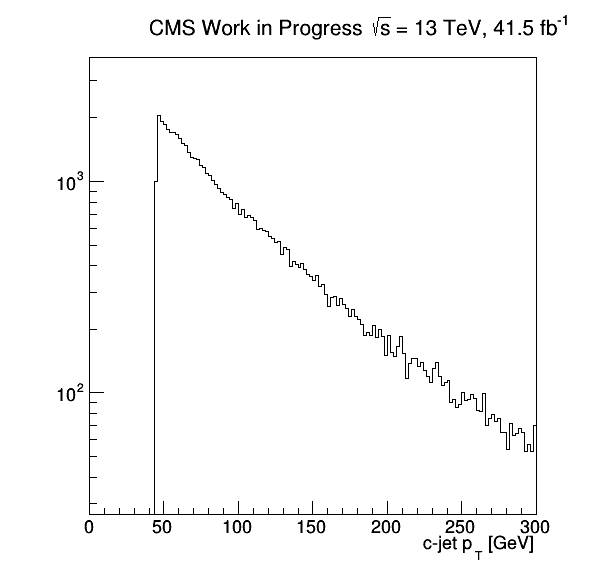 CMS Work in Progress √s = 13 TeV, 41.5 fb⁻¹
10³
10²
0 50 100 150 200 250 300
c-jet p_T [GeV]